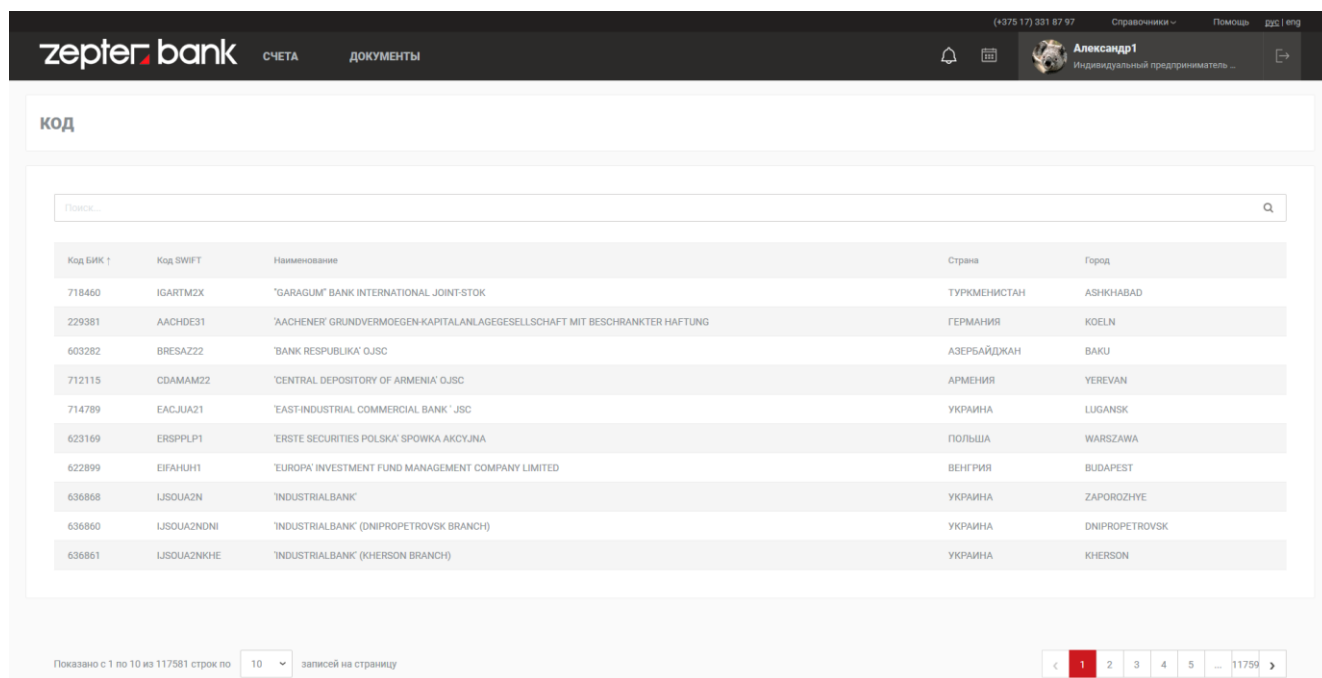 (+375 17) 331 87 97 Справочники Помощь рус | eng
zepter bank СЧЕТА ДОКУМЕНТЫ Александр1
Индивидуальный предприниматель ...
код
Поиск...
Код БИК ↑ Код SWIFT Наименование Страна Город
718460 IGARTM2X "GARAGUM" BANK INTERNATIONAL JOINT-STOK ТУРКМЕНИСТАН ASHKHABAD
229381 AACHDE31 'AACHENER' GRUNDVERMOEGEN-KAPITALANLAGEGESELLSCHAFT MIT BESCHRANKTER HAFTUNG ГЕРМАНИЯ KOELN
603282 BRESAZ22 'BANK RESPUBLIKA' OJSC АЗЕРБАЙДЖАН BAKU
712115 CDAMAM22 'CENTRAL DEPOSITORY OF ARMENIA' OJSC АРМЕНИЯ YEREVAN
714789 EACJUA21 'EAST-INDUSTRIAL COMMERCIAL BANK ' JSC УКРАИНА LUGANSK
623169 ERSPPLP1 'ERSTE SECURITIES POLSKA' SPOWKA AKCYJNA ПОЛЬША WARSZAWA
622899 EIFAHUH1 'EUROPA' INVESTMENT FUND MANAGEMENT COMPANY LIMITED ВЕНГРИЯ BUDAPEST
636868 IJSOUA2N 'INDUSTRIALBANK' УКРАИНА ZAPOROZHYE
636860 IJSOUA2NDNI 'INDUSTRIALBANK' (DNIPROPETROVSK BRANCH) УКРАИНА DNIPROPETROVSK
636861 IJSOUA2NKHE 'INDUSTRIALBANK' (KHERSON BRANCH) УКРАИНА KHERSON
Показано с 1 по 10 из 117581 строк по 10 записей на страницу < 1 2 3 4 5 ... 11759 >